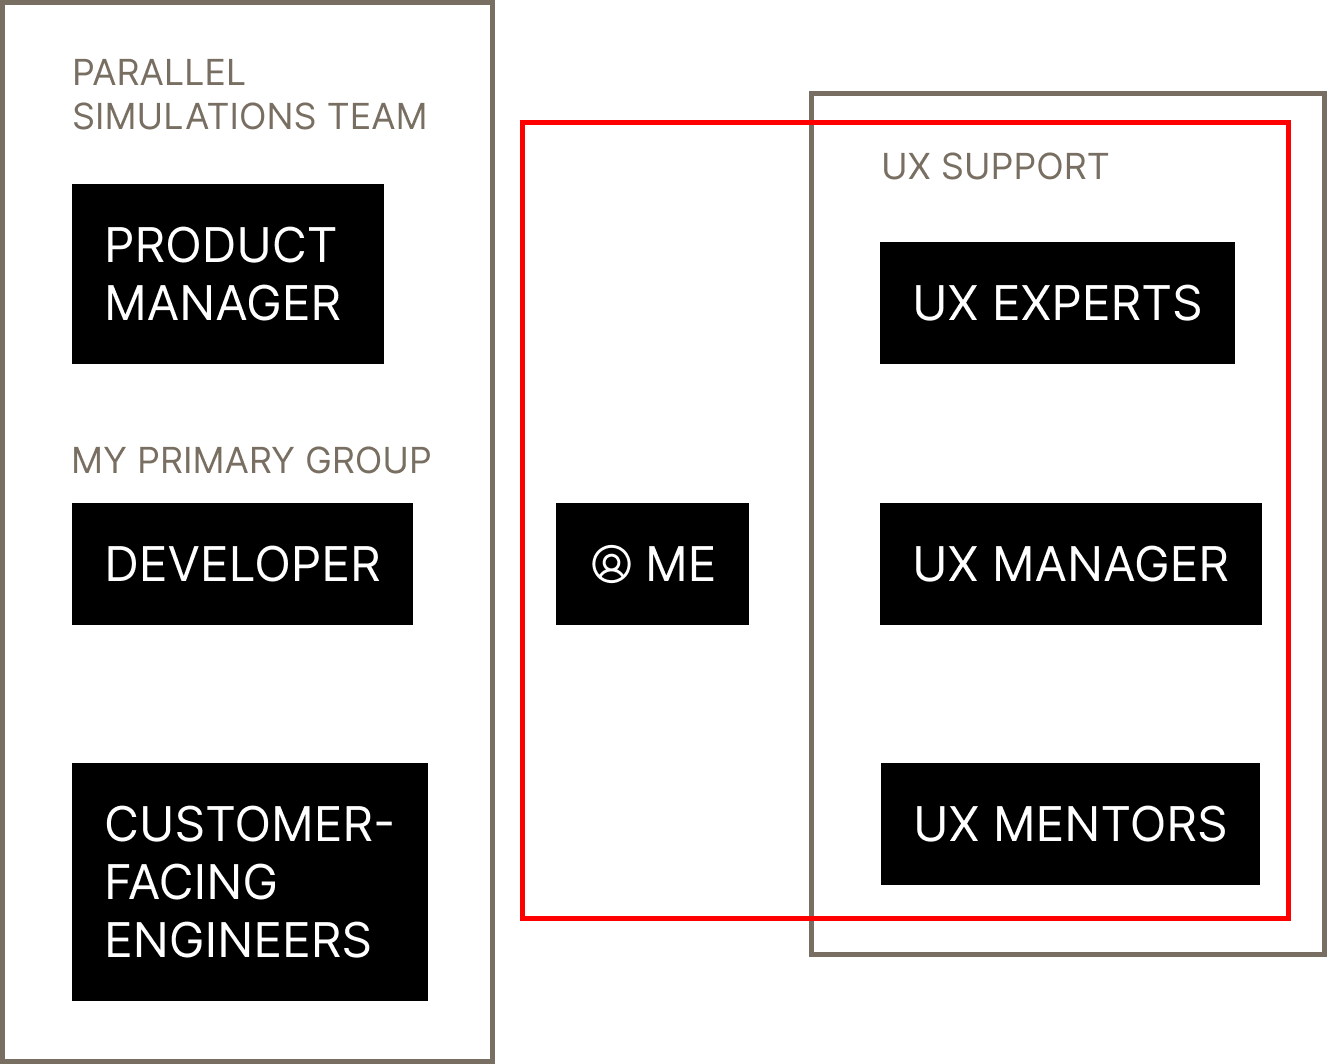 PARALLEL
SIMULATIONS TEAM
PRODUCT
MANAGER
MY PRIMARY GROUP
DEVELOPER
CUSTOMER-
FACING
ENGINEERS
ME
UX SUPPORT
UX EXPERTS
UX MANAGER
UX MENTORS